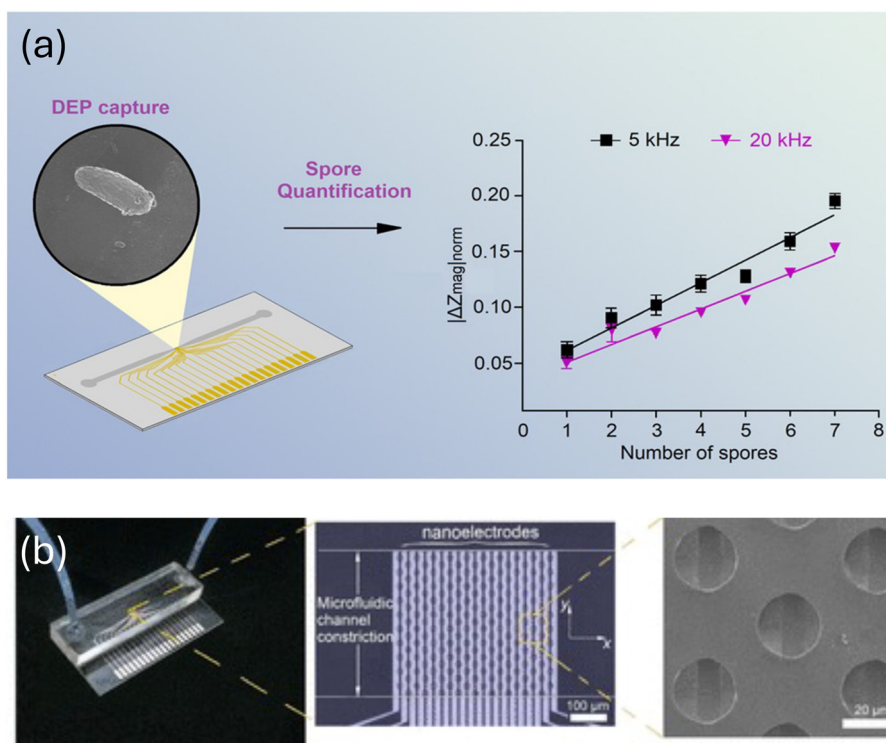 (a)
DEP capture
Spore
Quantification
5 kHz
20 kHz
|ΔZmag|norm
0.25
0.20
0.15
0.10
0.05
0 1 2 3 4 5 6 7 8
Number of spores
(b)
nanoelectrodes
Microfluidic
channel
constriction
y
x
100 µm
20 µm